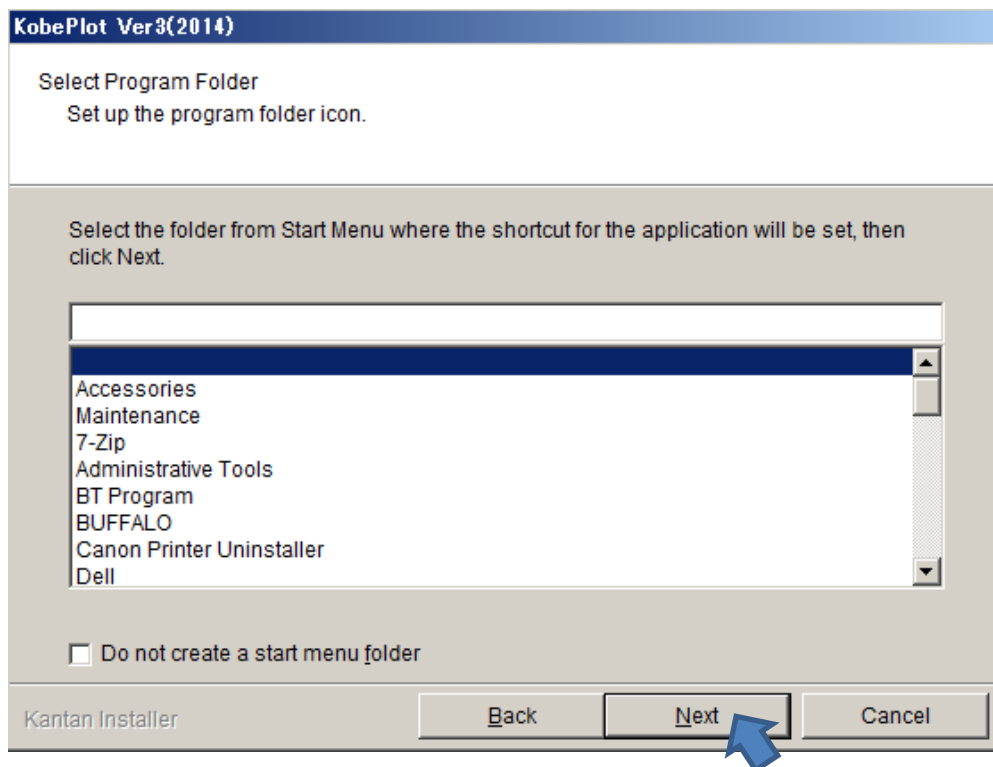 KobePlot Ver3(2014)
Select Program Folder
Set up the program folder icon.
Select the folder from Start Menu where the shortcut for the application will be set, then
click Next.
Accessories
Maintenance
7-Zip
Administrative Tools
BT Program
BUFFALO
Canon Printer Uninstaller
Dell
Do not create a start menu folder
Kantan Installer
Back
Next
Cancel